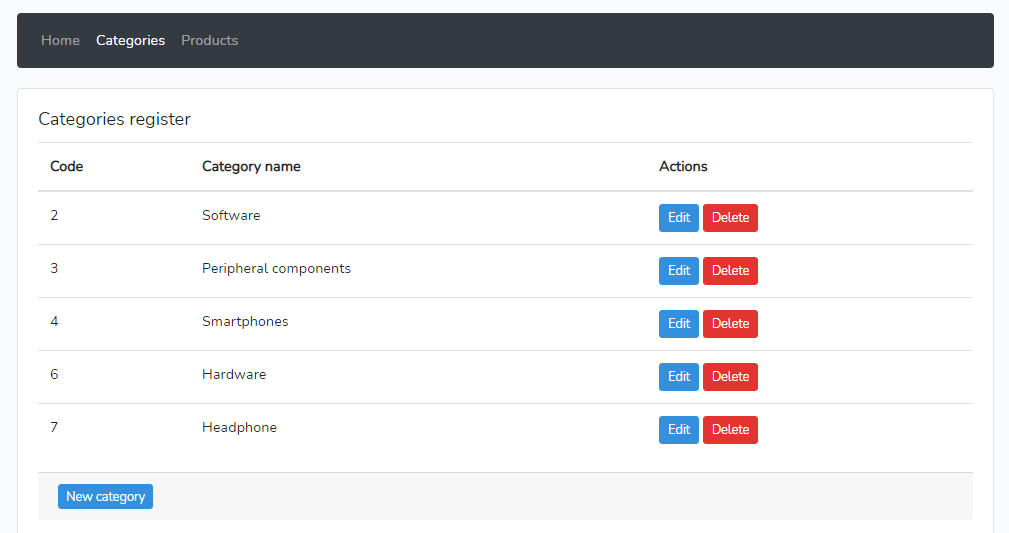 Home Categories Products
Categories register
Code Category name Actions
2 Software Edit Delete
3 Peripheral components Edit Delete
4 Smartphones Edit Delete
6 Hardware Edit Delete
7 Headphone Edit Delete
New category